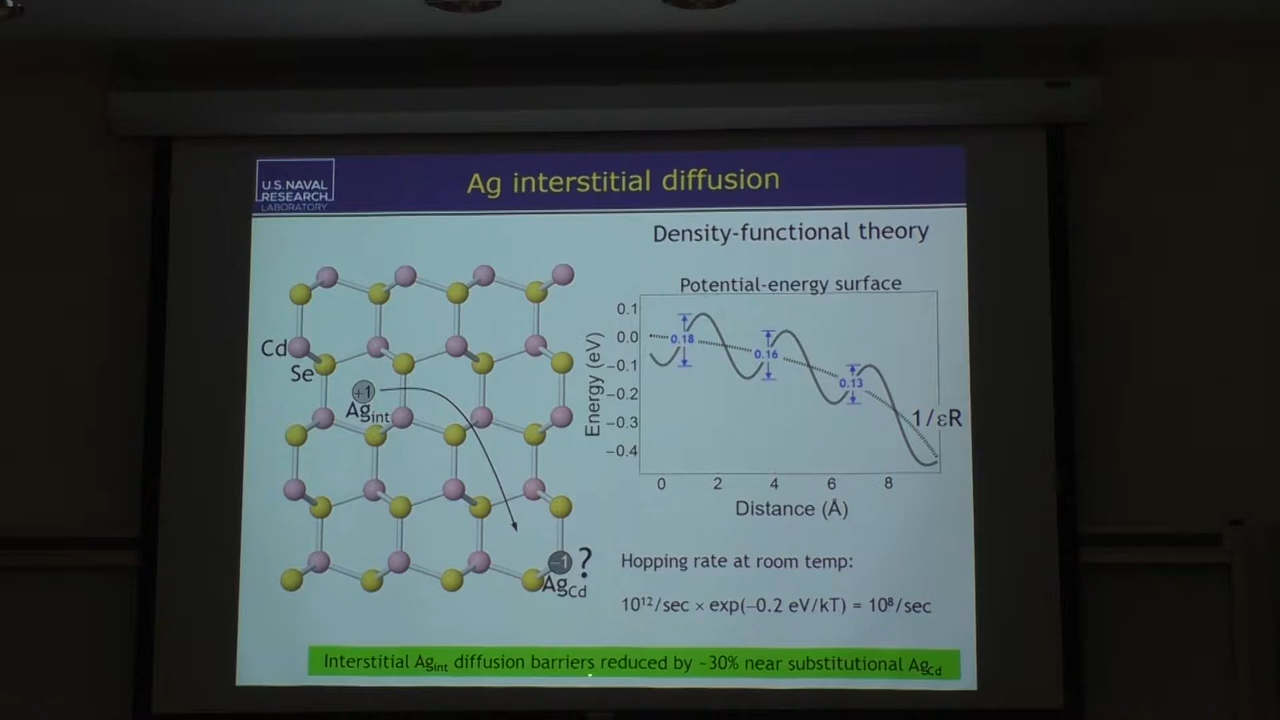 U.S. NAVAL
RESEARCH
LABORATORY
Ag interstitial diffusion
Density-functional theory
Cd
Se
+1
Agint
−1
?
AgCd
Potential-energy surface
Energy (eV)
0.1
0.0
−0.1
−0.2
−0.3
−0.4
0.18
0.16
0.13
1/εR
0 2 4 6 8
Distance (Å)
Hopping rate at room temp:
10¹²/sec × exp(−0.2 eV/kT) = 10⁸/sec
Interstitial Agint diffusion barriers reduced by ~30% near substitutional AgCd